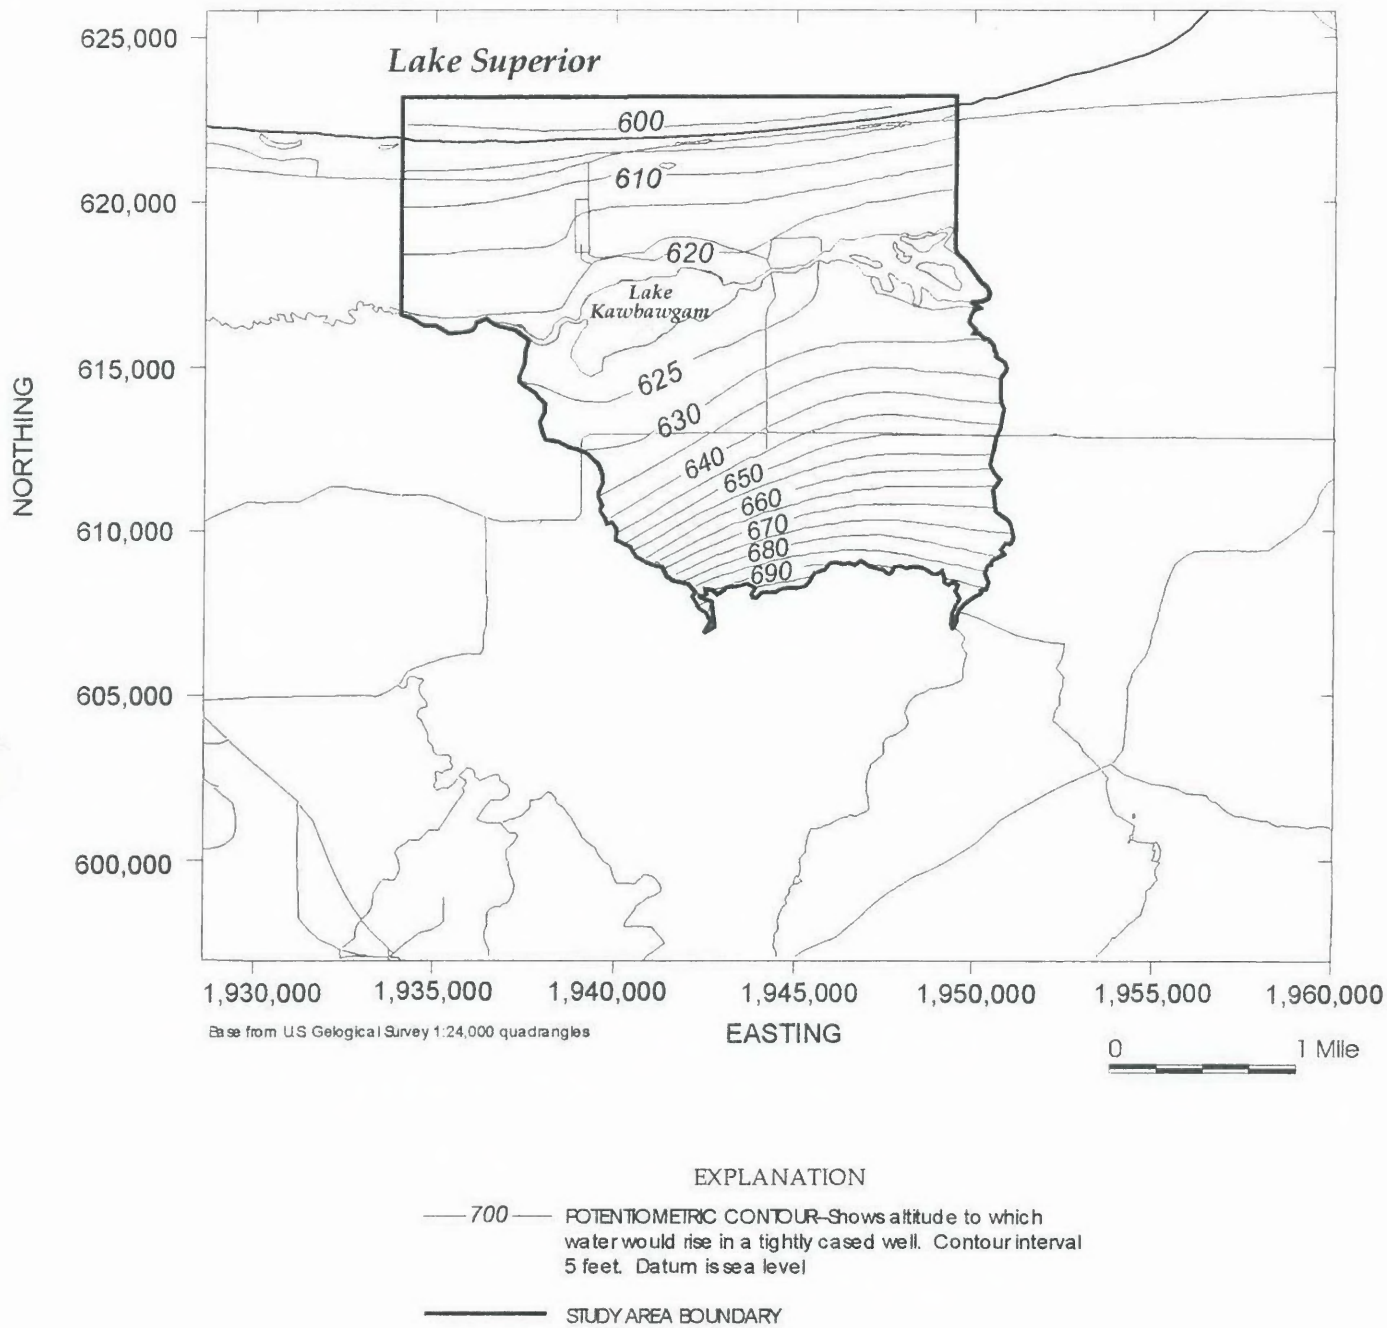 625,000
Lake Superior
600
610
620,000
620
Lake
Kawbawgam
615,000
625
630
640
650
660
610,000
670
680
690
NORTHING
605,000
600,000
1,930,000 1,935,000 1,940,000 1,945,000 1,950,000 1,955,000 1,960,000
Base from US Gelogical Survey 1:24,000 quadrangles
EASTING
0 1 Mile
EXPLANATION
700 POTENTIOMETRIC CONTOUR--Shows altitude to which
water would rise in a tightly cased well. Contour interval
5 feet. Datum is sea level
STUDY AREA BOUNDARY